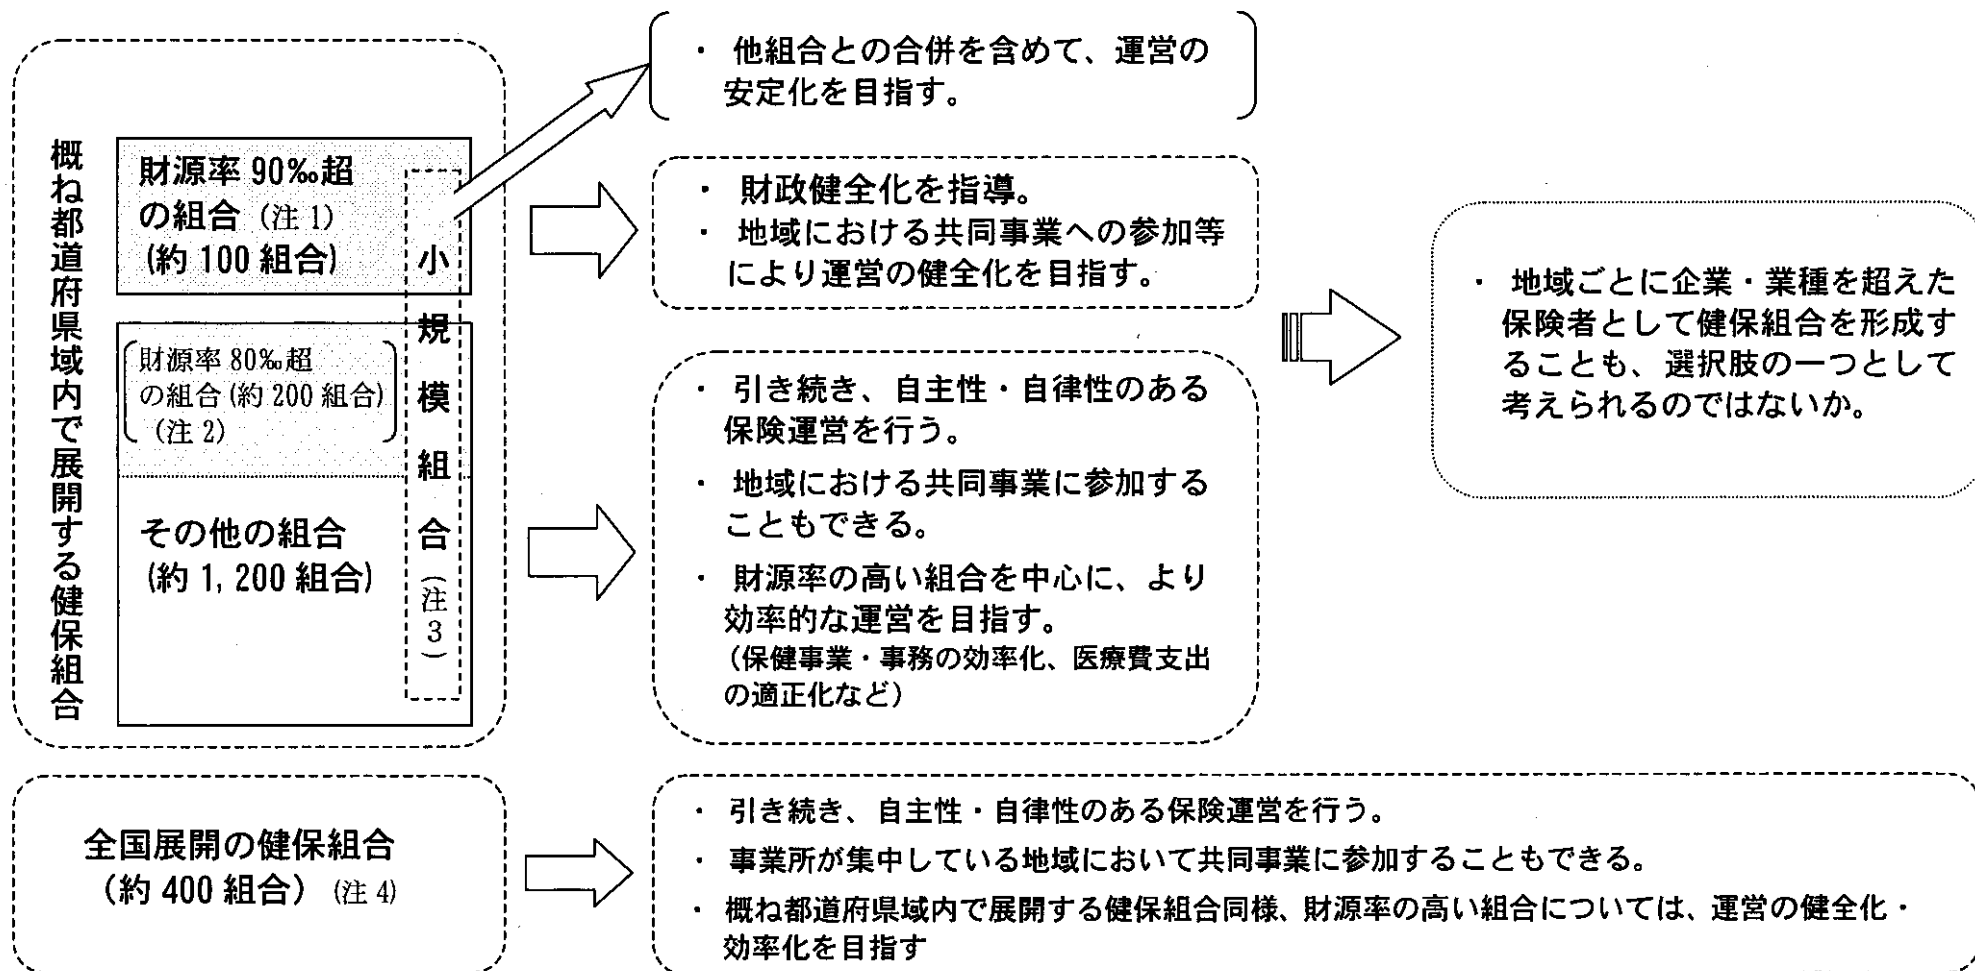 概ね都道府県域内で展開する健保組合
財源率 90‰超
の組合 (注 1)
(約 100 組合)
財源率 80‰超
の組合 (約 200 組合)
(注 2)
その他の組合
(約 1, 200 組合)
小規模組合(注3)
・ 他組合との合併を含めて、運営の
安定化を目指す。
・ 財政健全化を指導。
・ 地域における共同事業への参加等
により運営の健全化を目指す。
・ 引き続き、自主性・自律性のある
保険運営を行う。
・ 地域における共同事業に参加する
こともできる。
・ 財源率の高い組合を中心に、より
効率的な運営を目指す。
(保健事業・事務の効率化、医療費支出
の適正化など)
・ 地域ごとに企業・業種を超えた
保険者として健保組合を形成す
ることも、選択肢の一つとして
考えられるのではないか。
全国展開の健保組合
(約 400 組合) (注 4)
・ 引き続き、自主性・自律性のある保険運営を行う。
・ 事業所が集中している地域において共同事業に参加することもできる。
・ 概ね都道府県域内で展開する健保組合同様、財源率の高い組合については、運営の健全化・
効率化を目指す